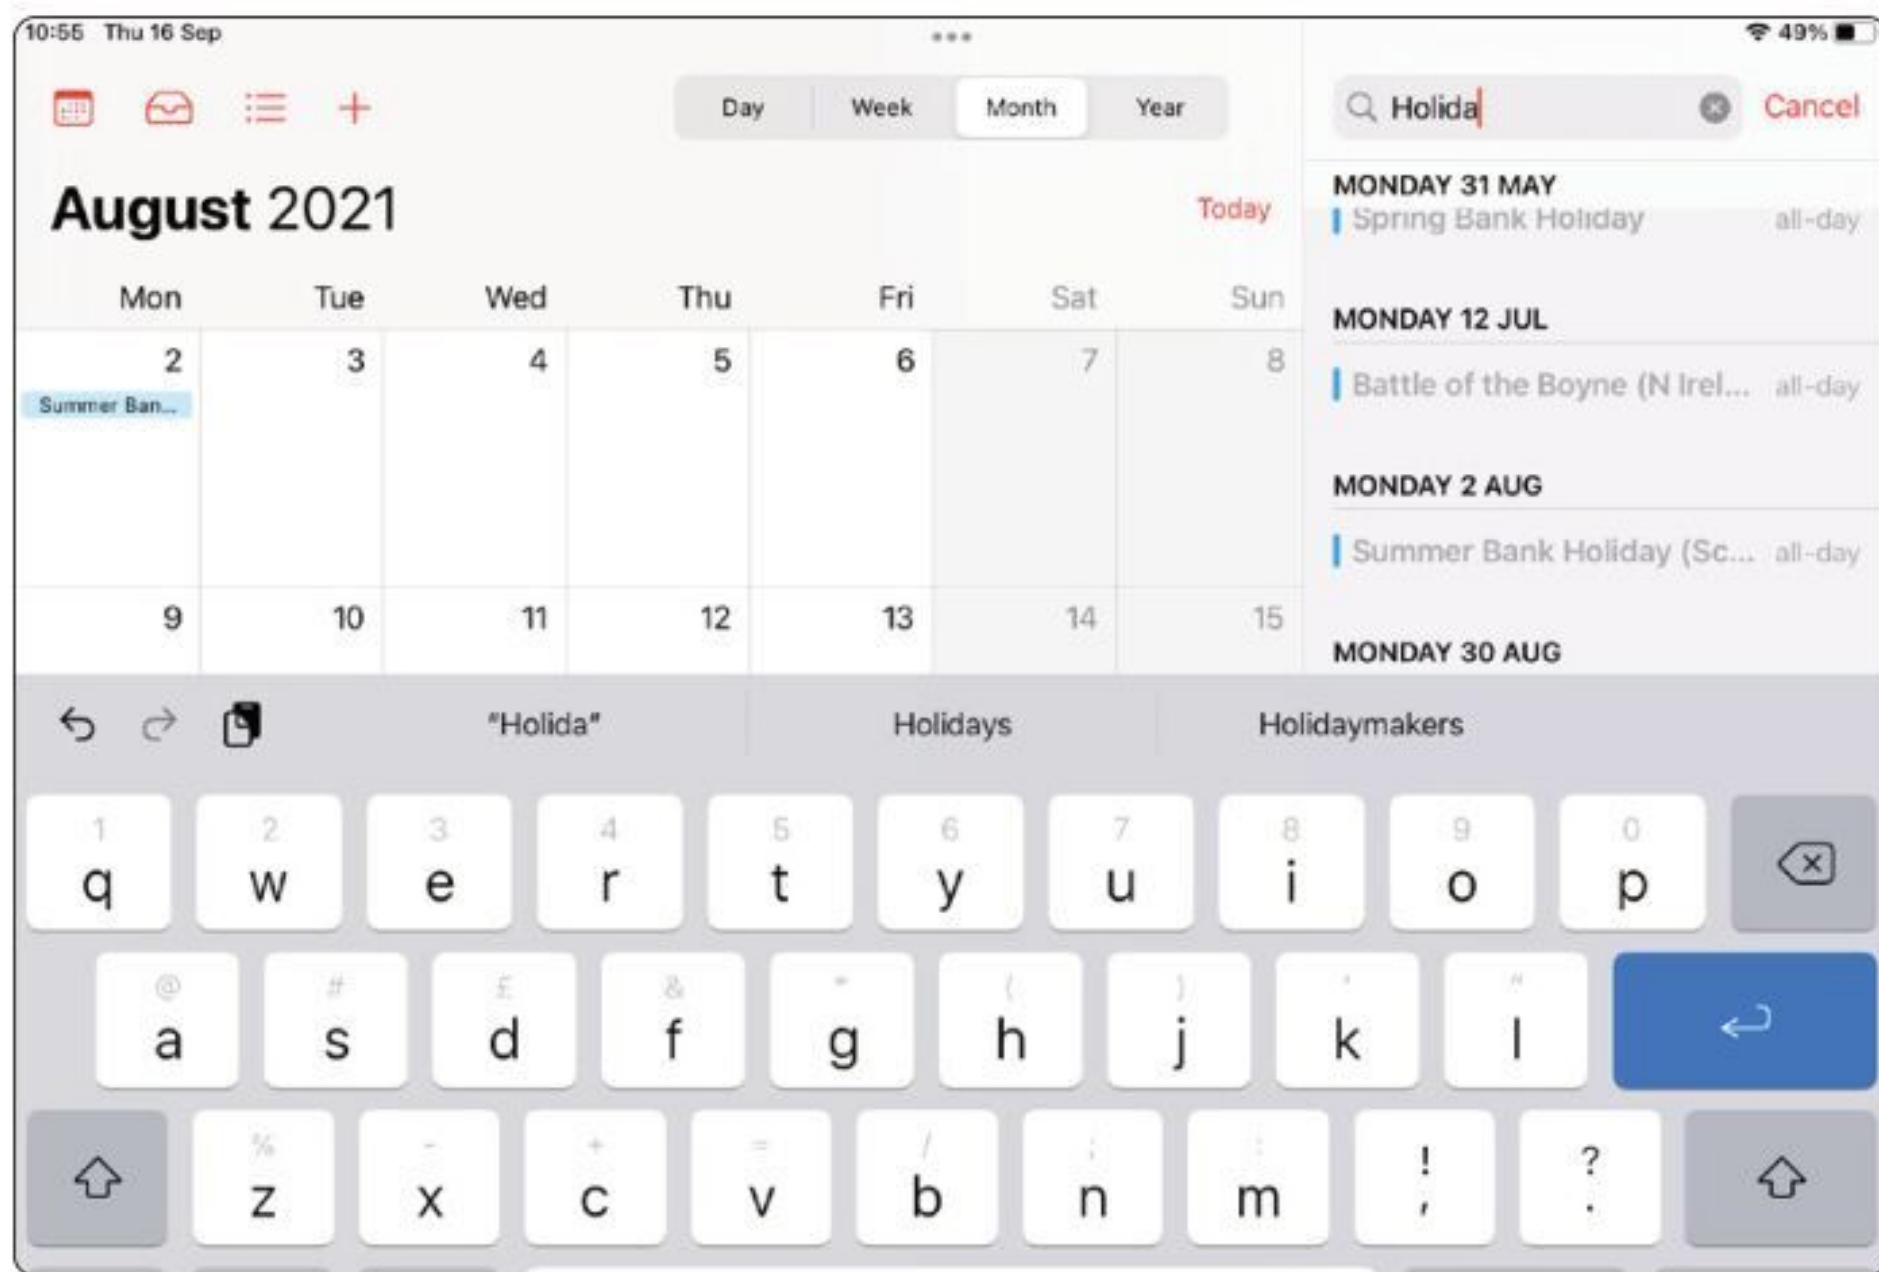 10:55 Thu 16 Sep
49%
Day Week Month Year
Holida
Cancel
August 2021
Today
Mon Tue Wed Thu Fri Sat Sun
2 3 4 5 6 7 8
Summer Ban...
9 10 11 12 13 14 15
MONDAY 31 MAY
Spring Bank Holiday all-day
MONDAY 12 JUL
Battle of the Boyne (N Irel... all-day
MONDAY 2 AUG
Summer Bank Holiday (Sc... all-day
MONDAY 30 AUG
"Holida" Holidays Holidaymakers
1 2 3 4 5 6 7 8 9 0
q w e r t y u i o p
@ # £ & * ( ) ' "
a s d f g h j k l
% - + = / ; : ! ?
z x c v b n m , .